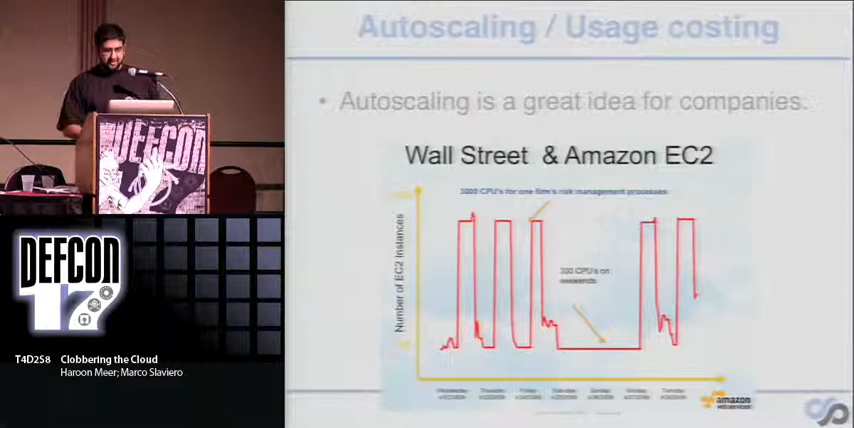 Autoscaling / Usage costing
• Autoscaling is a great idea for companies.
Wall Street & Amazon EC2
3000 CPU's for one firm's risk management processes
300 CPU's on
weekends
Number of EC2 Instances
amazon
web services
DEFCON
DEFCON
17
T4D2S8 Clobbering the Cloud
Haroon Meer; Marco Slaviero